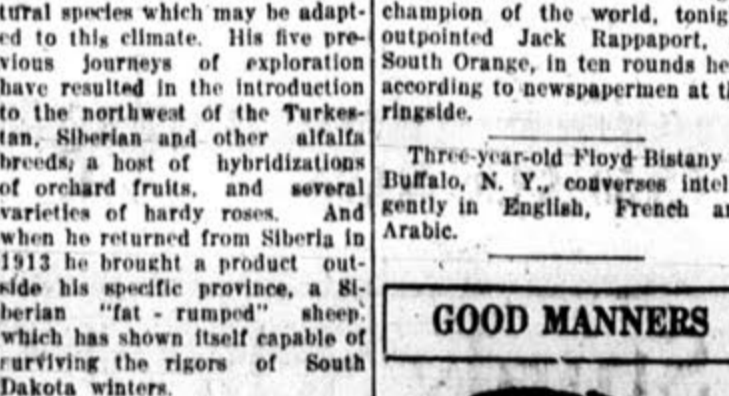 tural species which may be adapt-
ed to this climate. His five pre-
vious journeys of exploration
have resulted in the introduction
to the northwest of the Turkes-
tan, Siberian and other alfalfa
breeds, a host of hybridizations
of orchard fruits, and several
varieties of hardy roses. And
when he returned from Siberia in
1913 he brought a product out-
side his specific province, a Si-
berian "fat - rumped" sheep,
which has shown itself capable of
surviving the rigors of South
Dakota winters.
champion of the world, tonig
outpointed Jack Rappaport,
South Orange, in ten rounds he
according to newspapermen at t
ringside.
Three-year-old Floyd Bistany
Buffalo, N. Y., converses intel
gently in English, French a
Arabic.
GOOD MANNERS